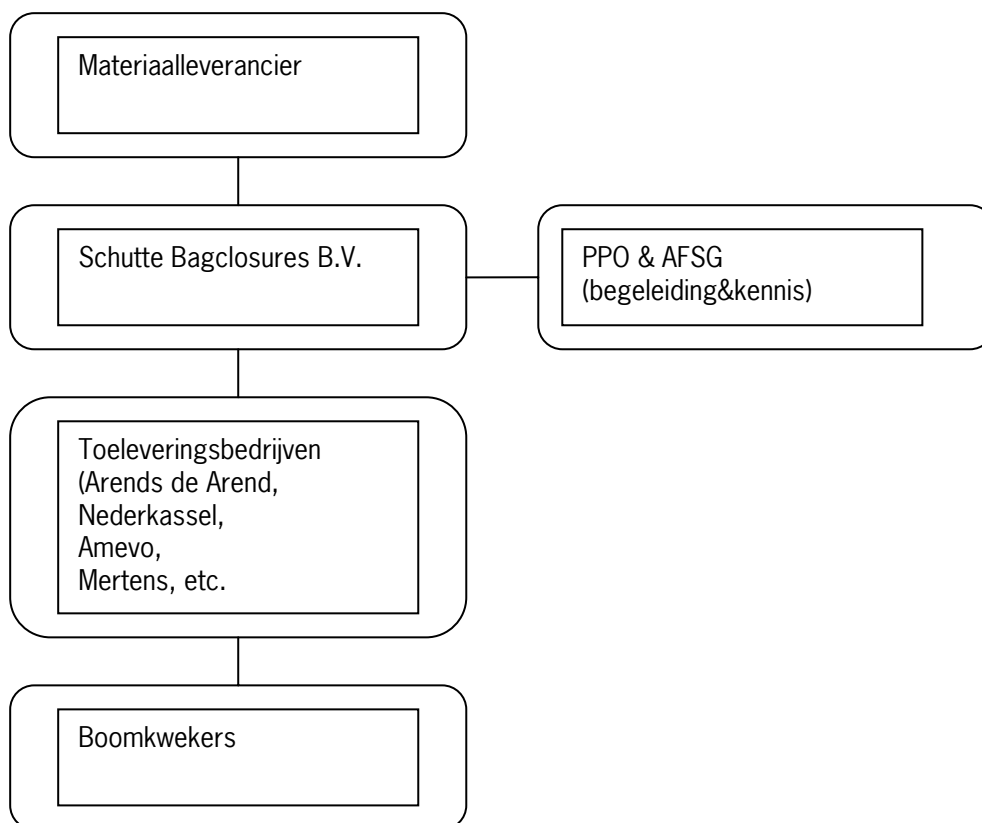 Materiaalleverancier
Schutte Bagclosures B.V.
PPO & AFSG
(begeleiding&kennis)
Toeleveringsbedrijven
(Arends de Arend,
Nederkassel,
Amevo,
Mertens, etc.
Boomkwekers